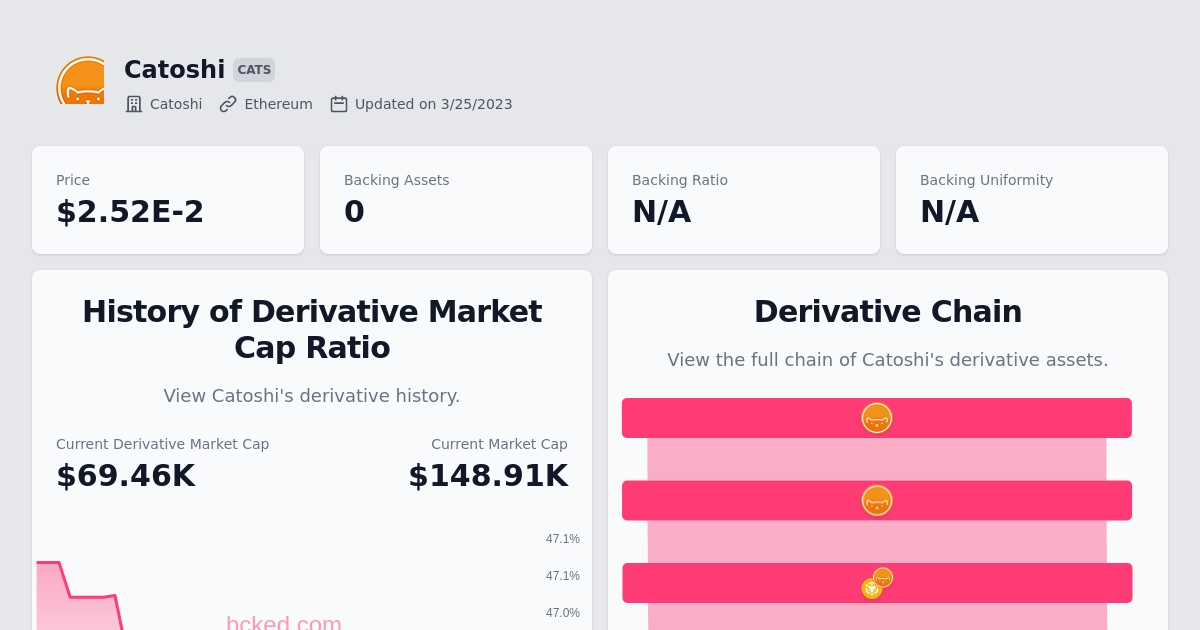 Catoshi CATS
Catoshi Ethereum Updated on 3/25/2023
Price
$2.52E-2
Backing Assets
0
Backing Ratio
N/A
Backing Uniformity
N/A
History of Derivative Market
Cap Ratio
View Catoshi's derivative history.
Current Derivative Market Cap
$69.46K
Current Market Cap
$148.91K
47.1%
47.1%
47.0%
bcked.com
Derivative Chain
View the full chain of Catoshi's derivative assets.